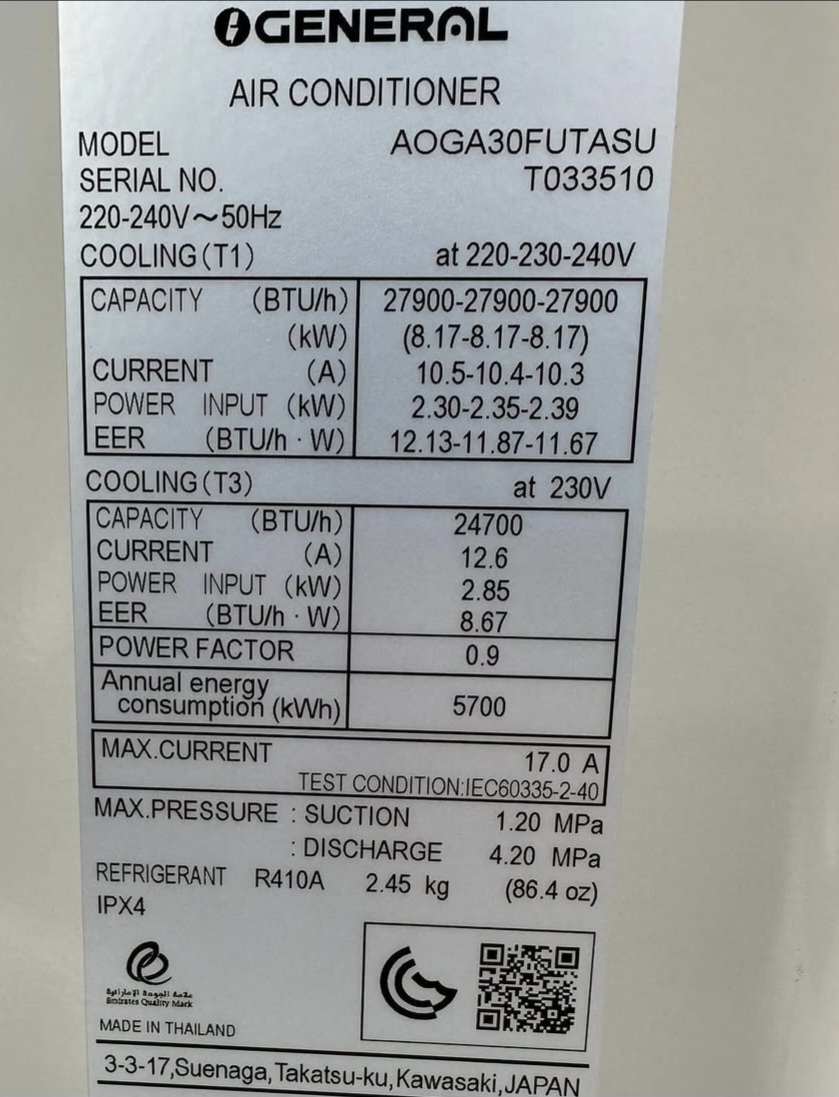 GENERAL
AIR CONDITIONER
MODEL AOGA30FUTASU
SERIAL NO. T033510
220-240V～50Hz
COOLING(T1) at 220-230-240V
CAPACITY (BTU/h) 27900-27900-27900
(kW) (8.17-8.17-8.17)
CURRENT (A) 10.5-10.4-10.3
POWER INPUT (kW) 2.30-2.35-2.39
EER (BTU/h · W) 12.13-11.87-11.67
COOLING(T3) at 230V
CAPACITY (BTU/h) 24700
CURRENT (A) 12.6
POWER INPUT (kW) 2.85
EER (BTU/h · W) 8.67
POWER FACTOR 0.9
Annual energy
consumption (kWh) 5700
MAX.CURRENT 17.0 A
TEST CONDITION:IEC60335-2-40
MAX.PRESSURE : SUCTION 1.20 MPa
: DISCHARGE 4.20 MPa
REFRIGERANT R410A 2.45 kg (86.4 oz)
IPX4
علامة الجودة الإماراتية
Emirates Quality Mark
MADE IN THAILAND
3-3-17,Suenaga,Takatsu-ku,Kawasaki,JAPAN